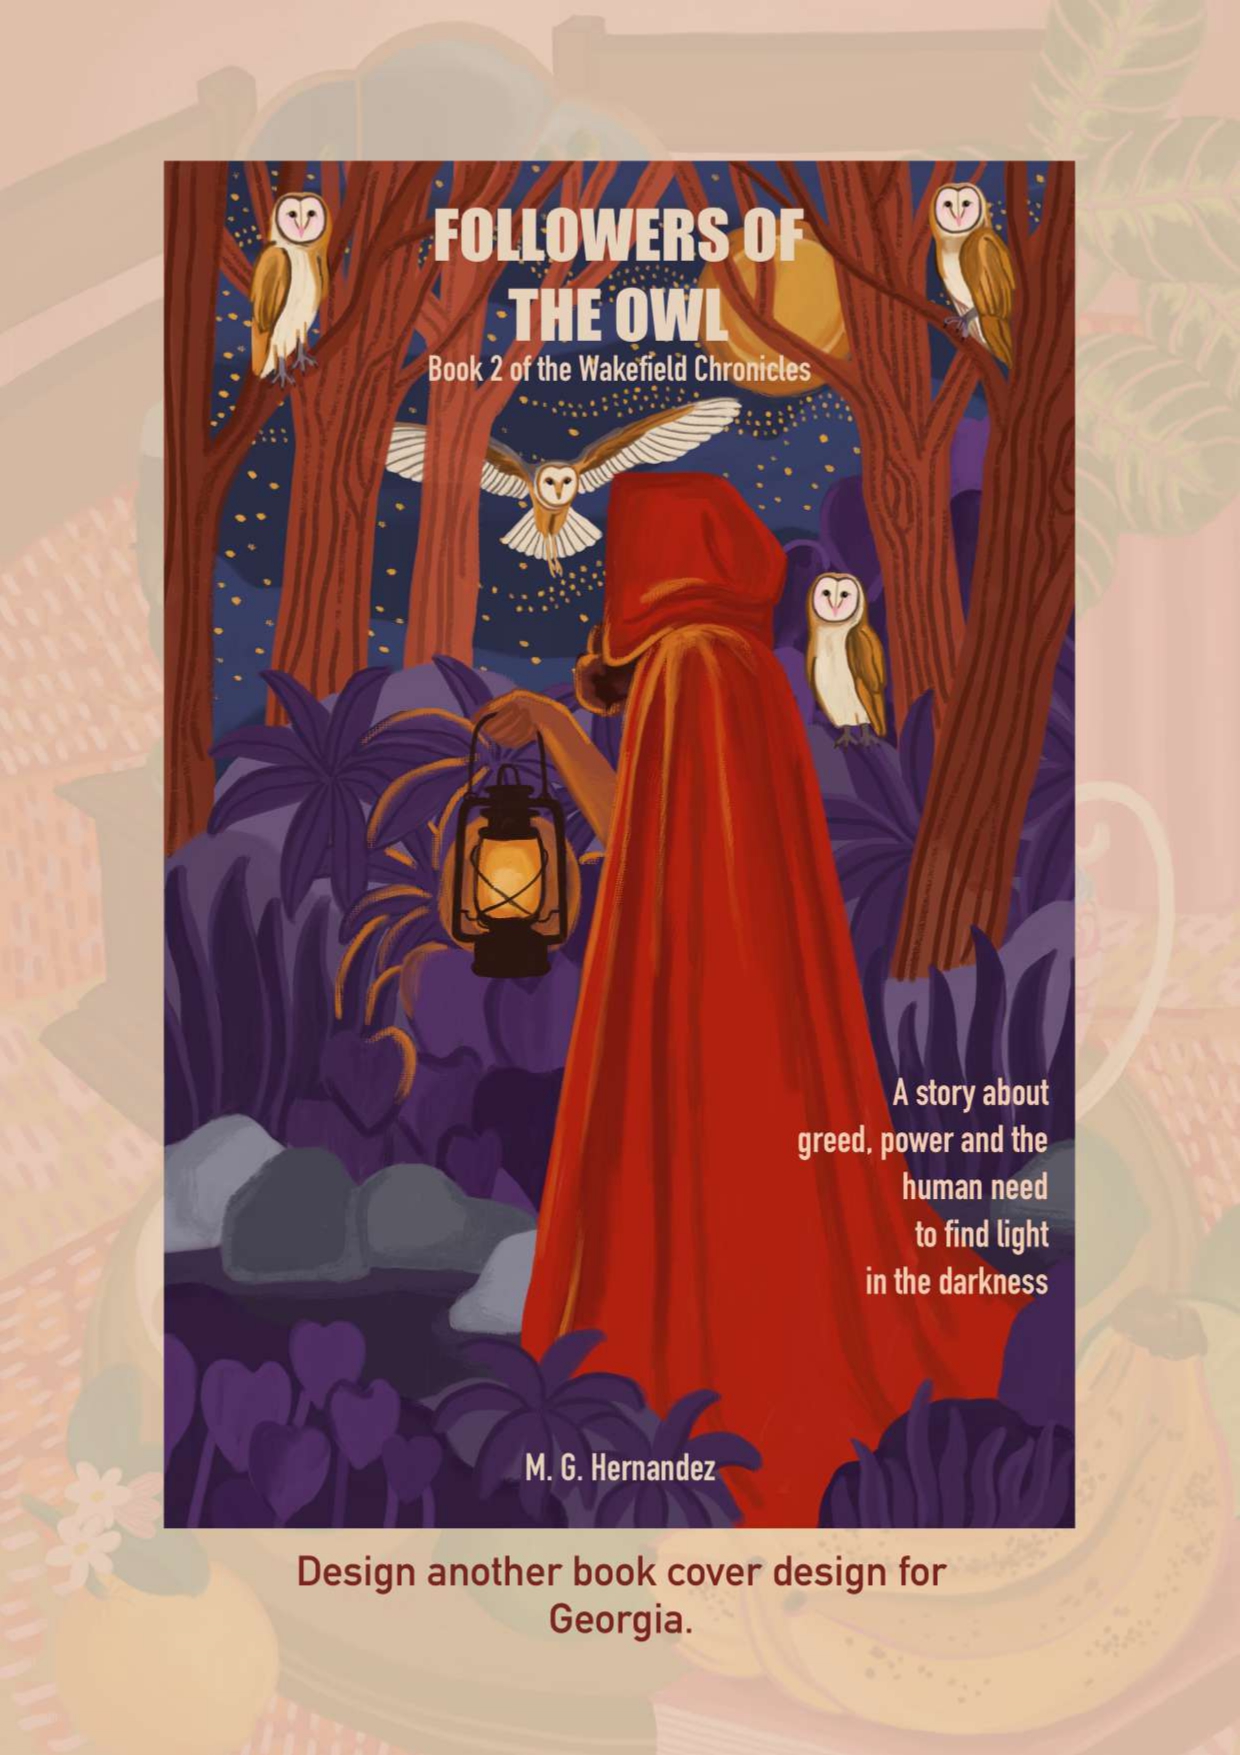 FOLLOWERS OF
THE OWL
Book 2 of the Wakefield Chronicles
A story about
greed, power and the
human need
to find light
in the darkness
M. G. Hernandez
Design another book cover design for
Georgia.